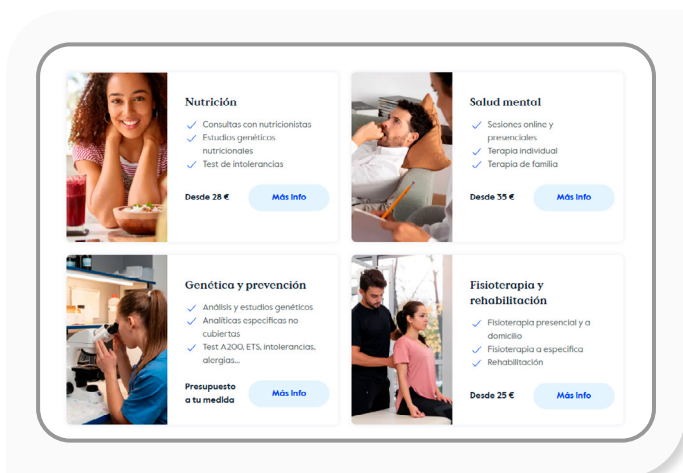 Nutrición
Consultas con nutricionistas
Estudios genéticos
nutricionales
Test de intolerancias
Desde 28 €
Más info
Salud mental
Sesiones online y
presenciales
Terapia individual
Terapia de familia
Desde 35 €
Más info
Genética y prevención
Análisis y estudios genéticos
Analíticas específicas no
cubiertas
Test A200, ETS, intolerancias,
alergias...
Presupuesto
a tu medida
Más info
Fisioterapia y
rehabilitación
Fisioterapia presencial y a
domicilio
Fisioterapia a específica
Rehabilitación
Desde 25 €
Más info